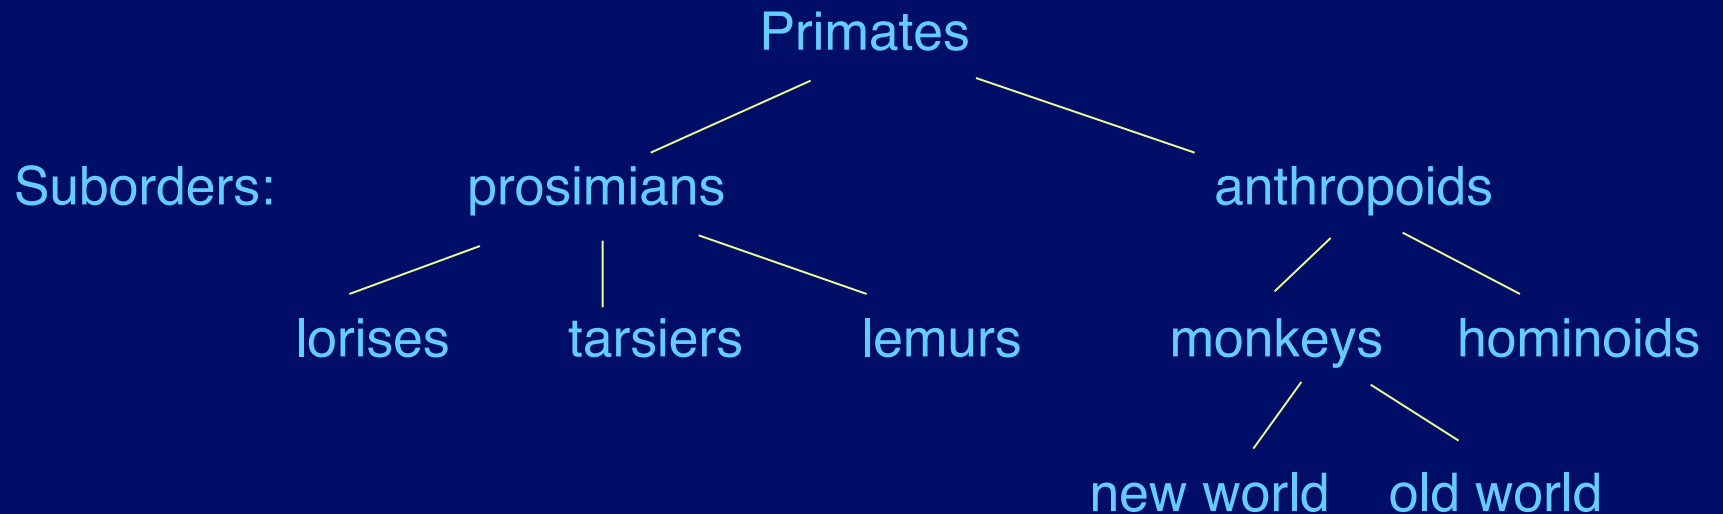 Primates
Suborders: prosimians anthropoids
lorises tarsiers lemurs monkeys hominoids
new world old world